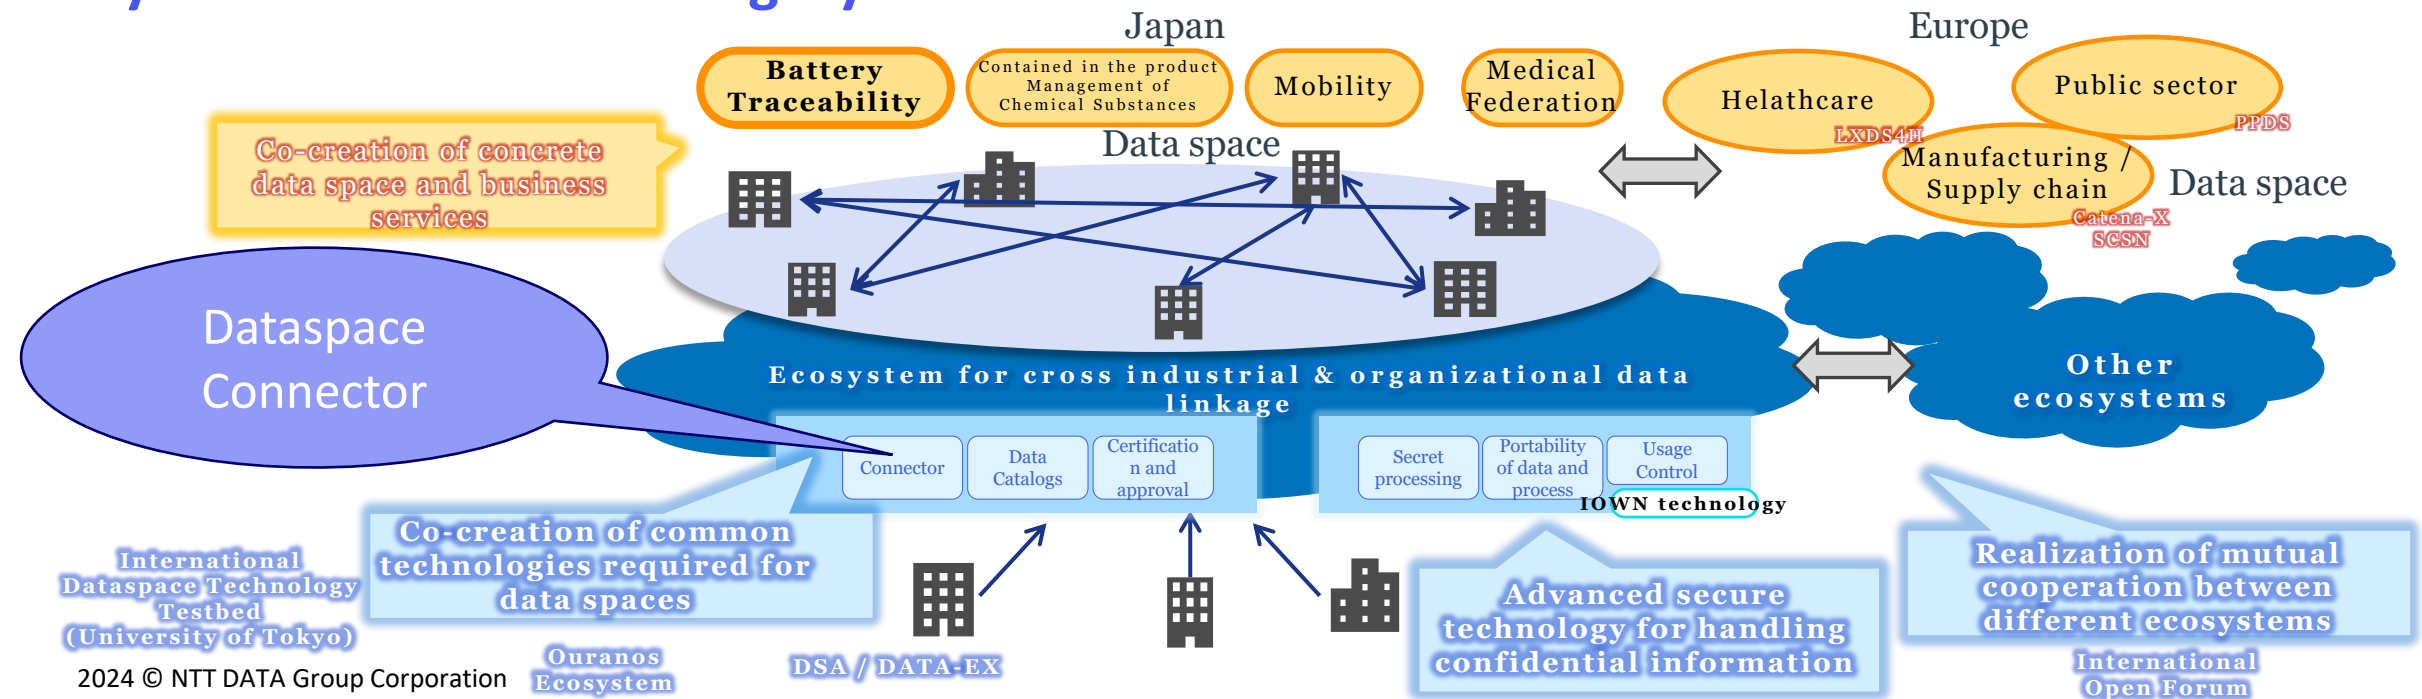 Japan
Europe
Battery
Traceability
Contained in the product
Management of
Chemical Substances
Mobility
Medical
Federation
Helathcare
LXDS4H
Public sector
PPDS
Manufacturing /
Supply chain
Catena-X
SCSN
Data space
Data space
Co-creation of concrete
data space and business
services
Dataspace
Connector
Ecosystem for cross industrial & organizational data
linkage
Other
ecosystems
Connector
Data
Catalogs
Certificatio
n and
approval
Secret
processing
Portability
of data and
process
Usage
Control
IOWN technology
Co-creation of common
technologies required for
data spaces
Advanced secure
technology for handling
confidential information
Realization of mutual
cooperation between
different ecosystems
International
Dataspace Technology
Testbed
(University of Tokyo)
Ouranos
Ecosystem
DSA / DATA-EX
International
Open Forum
2024 © NTT DATA Group Corporation